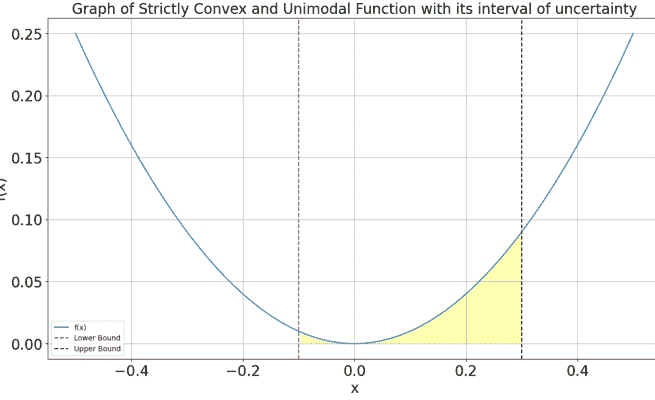 Graph of Strictly Convex and Unimodal Function with its interval of uncertainty
0.25
0.20
0.15
0.10
0.05
0.00
f(x)
f(x)
Lower Bound
Upper Bound
−0.4 −0.2 0.0 0.2 0.4
x